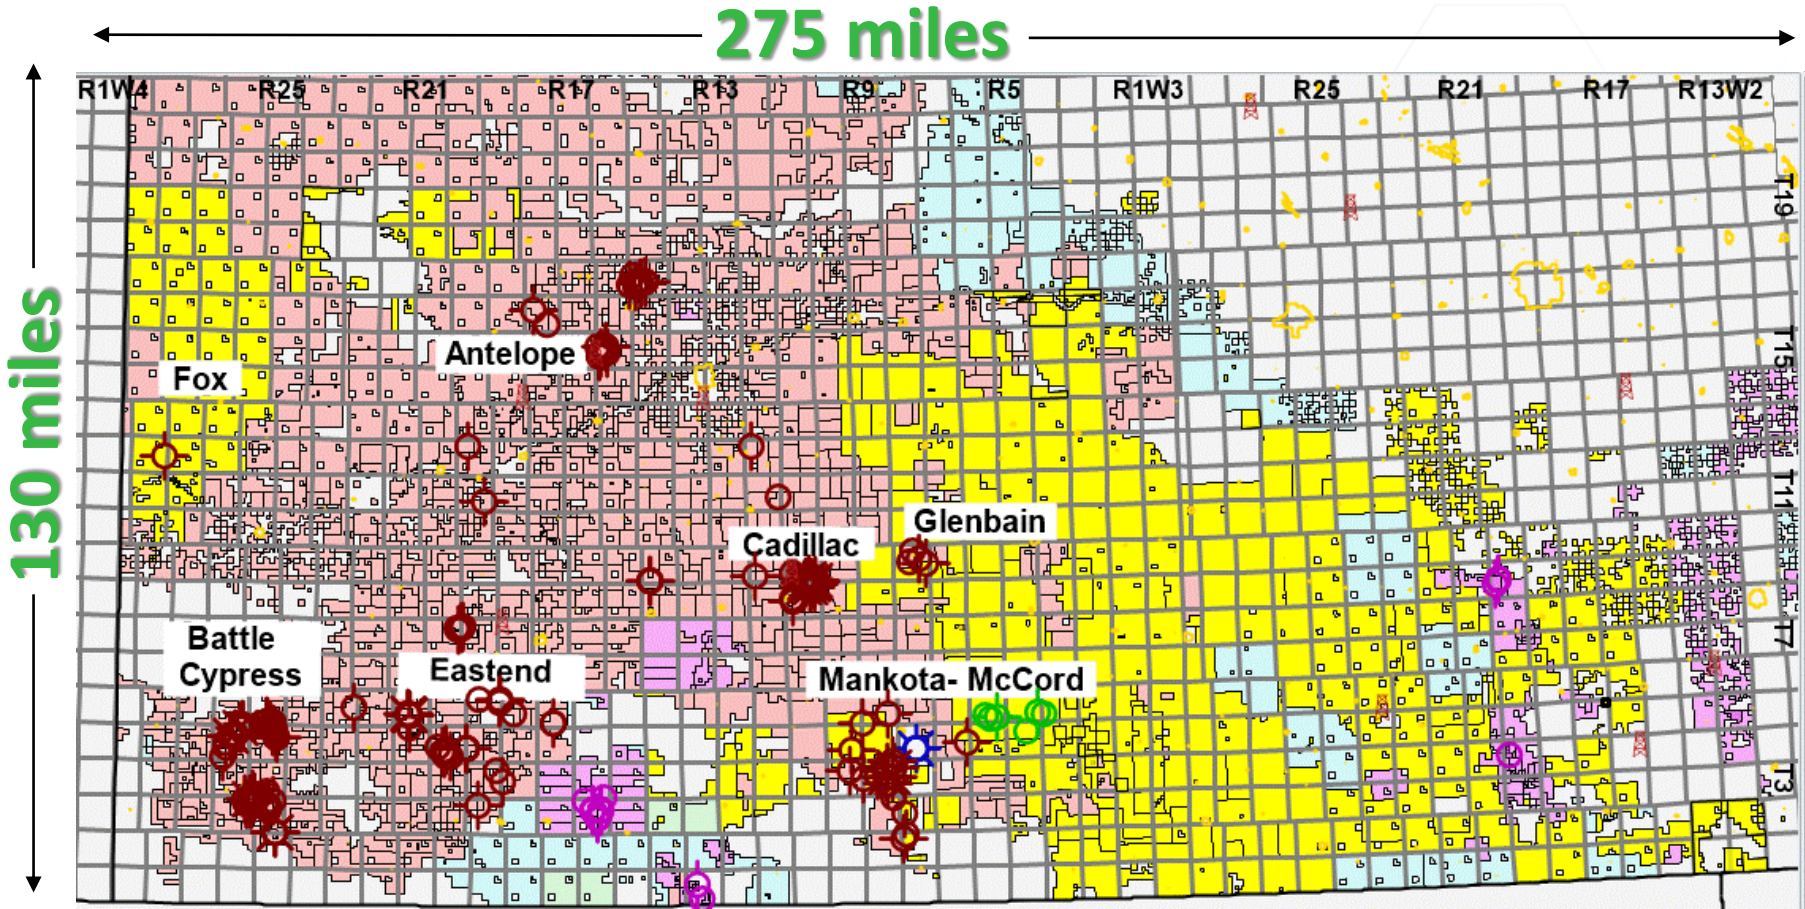 275 miles
R1W4 R25 R21 R17 R13 R9 R5 R1W3 R25 R21 R17 R13W2
130 miles
T19
T15
Antelope
Fox
T11
Glenbain
Cadillac
T7
Battle
Cypress
Eastend
Mankota- McCord
T3